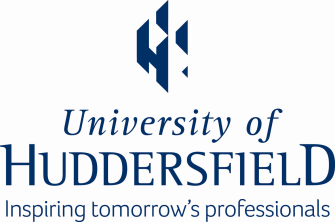 University of
HUDDERSFIELD
Inspiring tomorrow's professionals